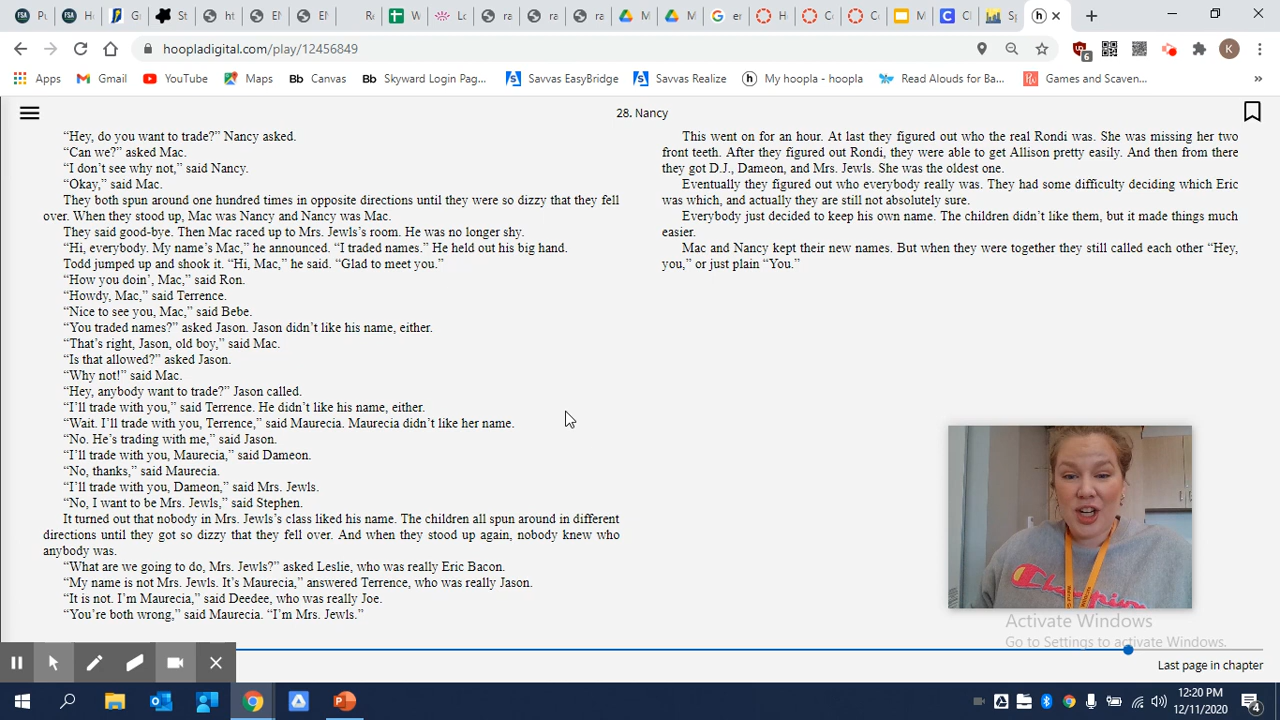 hoopladigital.com/play/12456849
K
6
Apps
Gmail
YouTube
Maps
Bb Canvas
Bb Skyward Login Pag...
Savvas EasyBridge
Savvas Realize
My hoopla - hoopla
Read Alouds for Ba...
Games and Scaven...
»
28. Nancy
“Hey, do you want to trade?” Nancy asked.
“Can we?” asked Mac.
“I don’t see why not,” said Nancy.
“Okay,” said Mac.
They both spun around one hundred times in opposite directions until they were so dizzy that they fell
over. When they stood up, Mac was Nancy and Nancy was Mac.
They said good-bye. Then Mac raced up to Mrs. Jewls’s room. He was no longer shy.
“Hi, everybody. My name’s Mac,” he announced. “I traded names.” He held out his big hand.
Todd jumped up and shook it. “Hi, Mac,” he said. “Glad to meet you.”
“How you doin’, Mac,” said Ron.
“Howdy, Mac,” said Terrence.
“Nice to see you, Mac,” said Bebe.
“You traded names?” asked Jason. Jason didn’t like his name, either.
“That’s right, Jason, old boy,” said Mac.
“Is that allowed?” asked Jason.
“Why not!” said Mac.
“Hey, anybody want to trade?” Jason called.
“I’ll trade with you,” said Terrence. He didn’t like his name, either.
“Wait. I’ll trade with you, Terrence,” said Maurecia. Maurecia didn’t like her name.
“No. He’s trading with me,” said Jason.
“I’ll trade with you, Maurecia,” said Dameon.
“No, thanks,” said Maurecia.
“I’ll trade with you, Dameon,” said Mrs. Jewls.
“No, I want to be Mrs. Jewls,” said Stephen.
It turned out that nobody in Mrs. Jewls’s class liked his name. The children all spun around in different
directions until they got so dizzy that they fell over. And when they stood up again, nobody knew who
anybody was.
“What are we going to do, Mrs. Jewls?” asked Leslie, who was really Eric Bacon.
“My name is not Mrs. Jewls. It’s Maurecia,” answered Terrence, who was really Jason.
“It is not. I’m Maurecia,” said Deedee, who was really Joe.
“You’re both wrong,” said Maurecia. “I’m Mrs. Jewls.”
This went on for an hour. At last they figured out who the real Rondi was. She was missing her two
front teeth. After they figured out Rondi, they were able to get Allison pretty easily. And then from there
they got D.J., Dameon, and Mrs. Jewls. She was the oldest one.
Eventually they figured out who everybody really was. They had some difficulty deciding which Eric
was which, and actually they are still not absolutely sure.
Everybody just decided to keep his own name. The children didn’t like them, but it made things much
easier.
Mac and Nancy kept their new names. But when they were together they still called each other “Hey,
you,” or just plain “You.”
Champion
Activate Windows
Go to Settings to activate Windows.
Last page in chapter
12:20 PM
12/11/2020
4